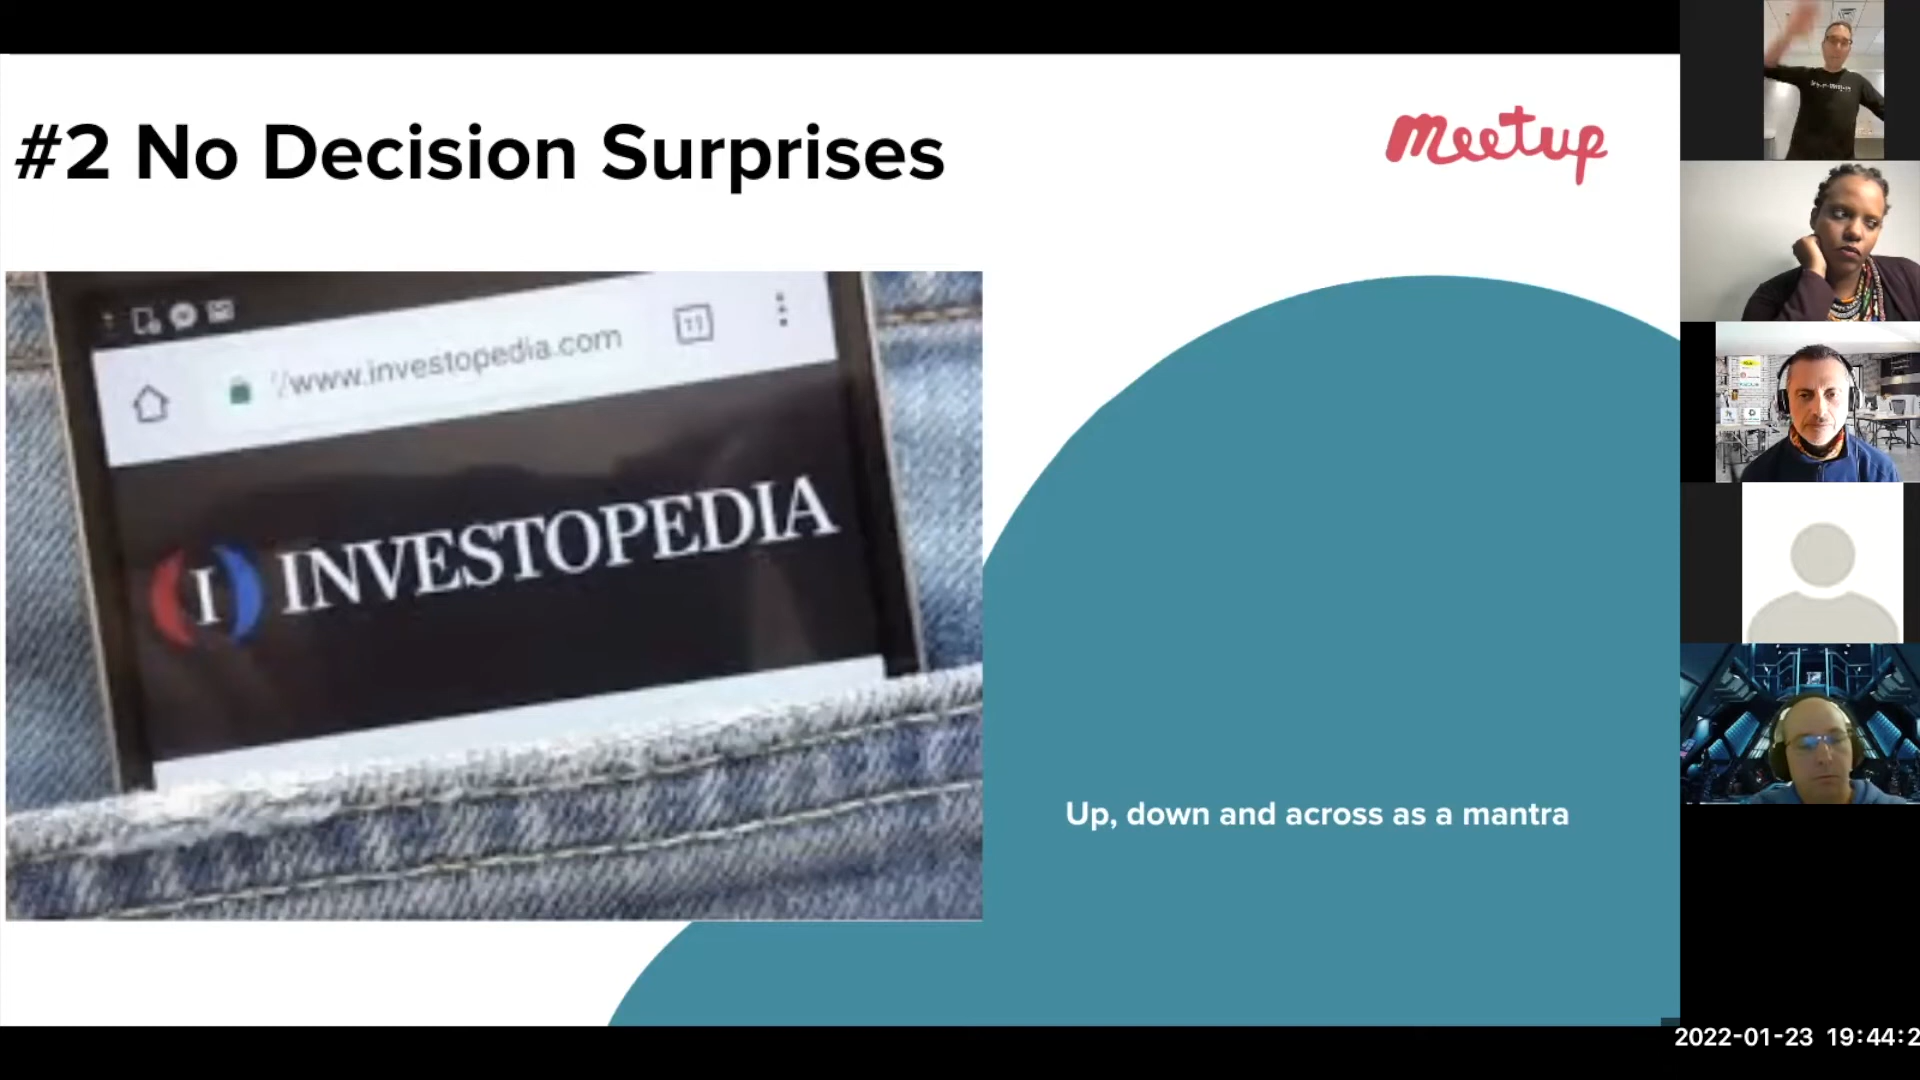 #2 No Decision Surprises
meetup
//www.investopedia.com
11
I INVESTOPEDIA
Up, down and across as a mantra
2022-01-23 19:44:2